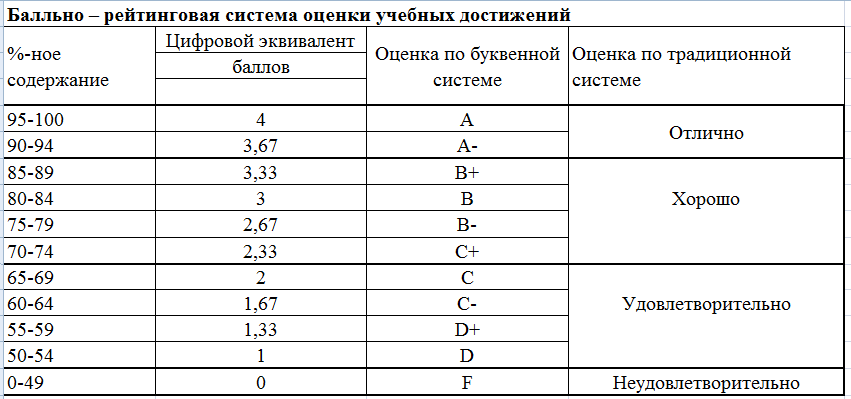 Балльно – рейтинговая система оценки учебных достижений
%-ное содержание
Цифровой эквивалент
баллов
Оценка по буквенной системе
Оценка по традиционной системе
95-100 4 A Отлично
90-94 3,67 A-
85-89 3,33 B+
80-84 3 B Хорошо
75-79 2,67 B-
70-74 2,33 C+
65-69 2 C
60-64 1,67 C- Удовлетворительно
55-59 1,33 D+
50-54 1 D
0-49 0 F Неудовлетворительно